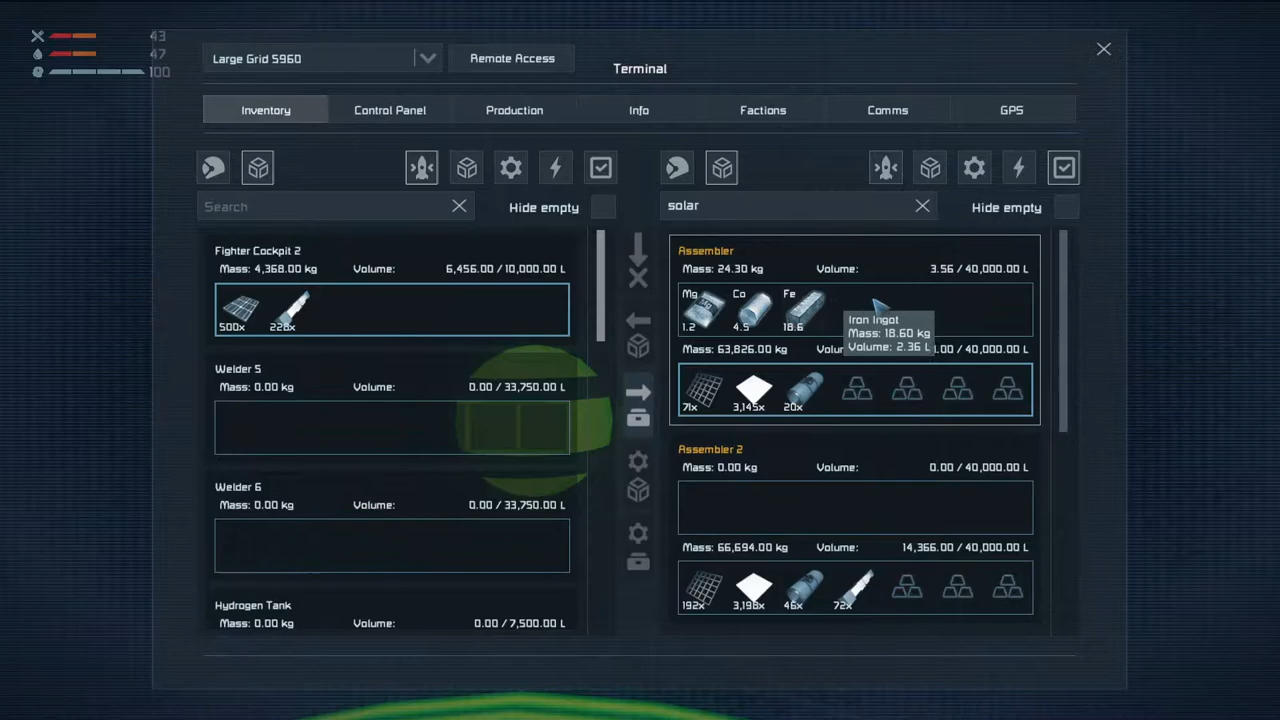 43
47
100
Large Grid 5960
Remote Access
Terminal
Inventory
Control Panel
Production
Info
Factions
Comms
GPS
Search
Hide empty
solar
Hide empty
Fighter Cockpit 2
Mass: 4,368.00 kg Volume: 6,456.00 / 10,000.00 L
500x 228x
Welder 5
Mass: 0.00 kg Volume: 0.00 / 33,750.00 L
Welder 6
Mass: 0.00 kg Volume: 0.00 / 33,750.00 L
Hydrogen Tank
Mass: 0.00 kg Volume: 0.00 / 7,500.00 L
Assembler
Mass: 24.30 kg Volume: 3.56 / 40,000.00 L
Mg Co Fe
1.2 4.5 18.6
Iron Ingot
Mass: 18.60 kg
Volume: 2.36 L
Mass: 63,826.00 kg 1.00 / 40,000.00 L
71x 3,145x 20x
Assembler 2
Mass: 0.00 kg Volume: 0.00 / 40,000.00 L
Mass: 66,694.00 kg Volume: 14,366.00 / 40,000.00 L
192x 3,198x 46x 72x